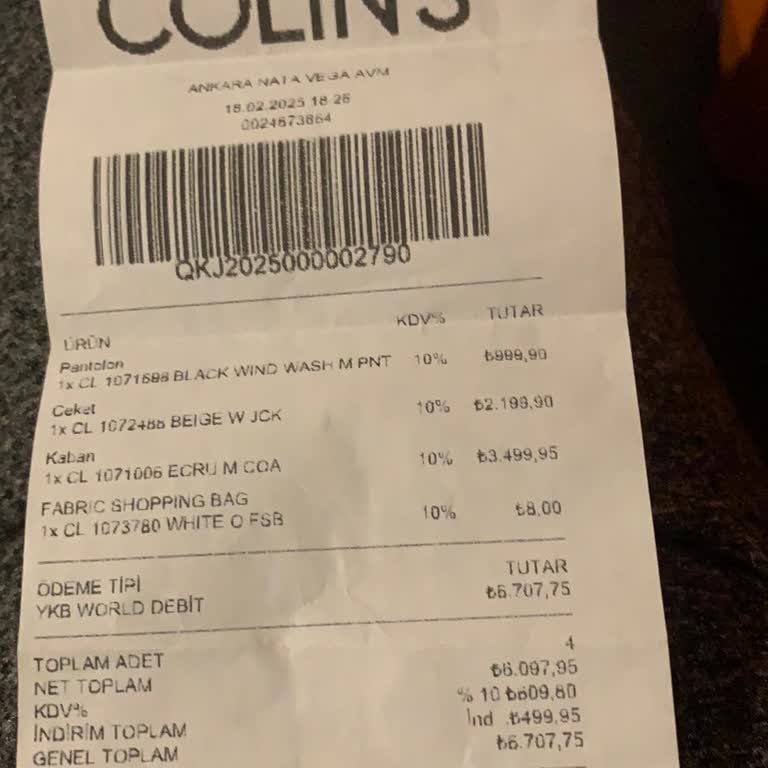 COLIN'S
ANKARA NATA VEGA AVM
18.02.2025 18 26
0024673864
QKJ2025000002790
ÜRÜN KDV% TUTAR
Pantolon
1x CL 1071698 BLACK WIND WASH M PNT 10% ₺999,90
Ceket
1x CL 1072488 BEIGE W JCK 10% ₺2.199,90
Kaban
1x CL 1071006 ECRU M COA 10% ₺3.499,95
FABRIC SHOPPING BAG
1x CL 1073780 WHITE O FSB 10% ₺8,00
ÖDEME TİPİ TUTAR
YKB WORLD DEBİT ₺6.707,75
TOPLAM ADET 4
NET TOPLAM ₺6.097,95
KDV% % 10 ₺609,80
İNDİRİM TOPLAM İnd .₺499,95
GENEL TOPLAM ₺6.707,75